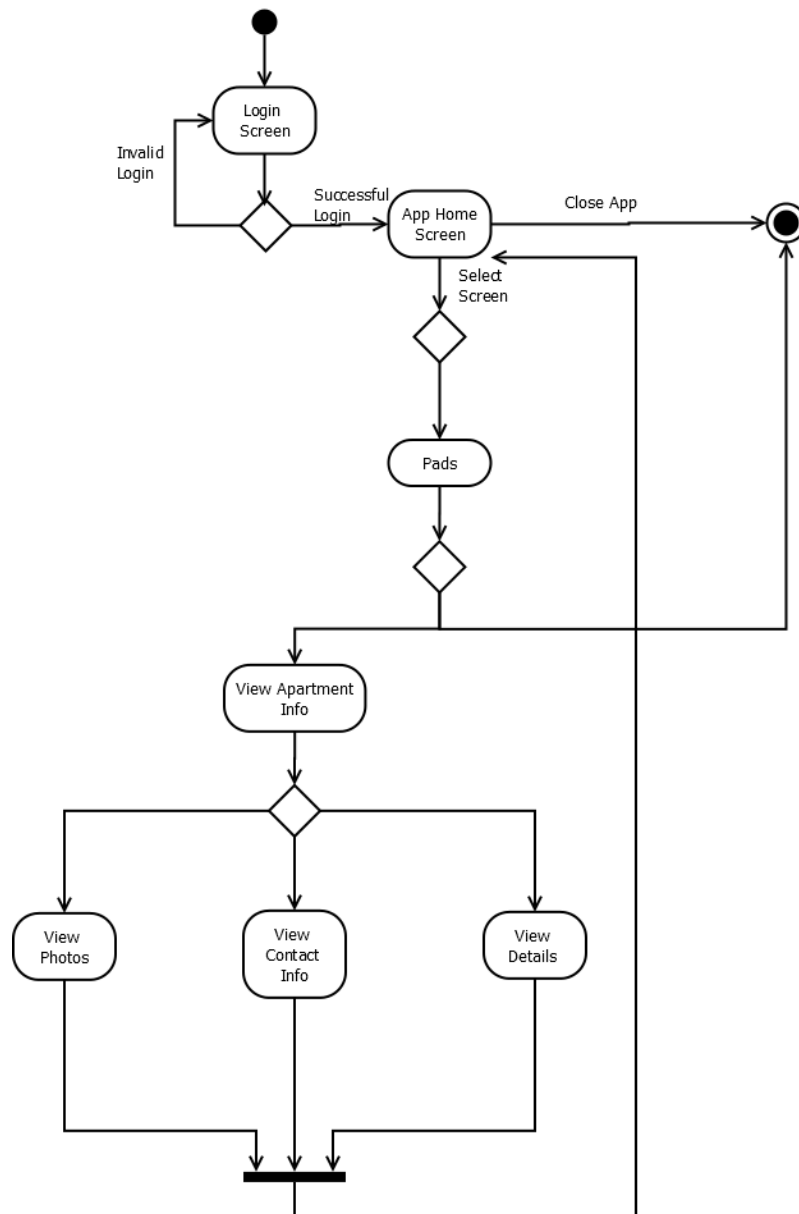 Login
Screen
Invalid
Login
Successful
Login
App Home
Screen
Close App
Select
Screen
Pads
View Apartment
Info
View
Photos
View
Contact
Info
View
Details